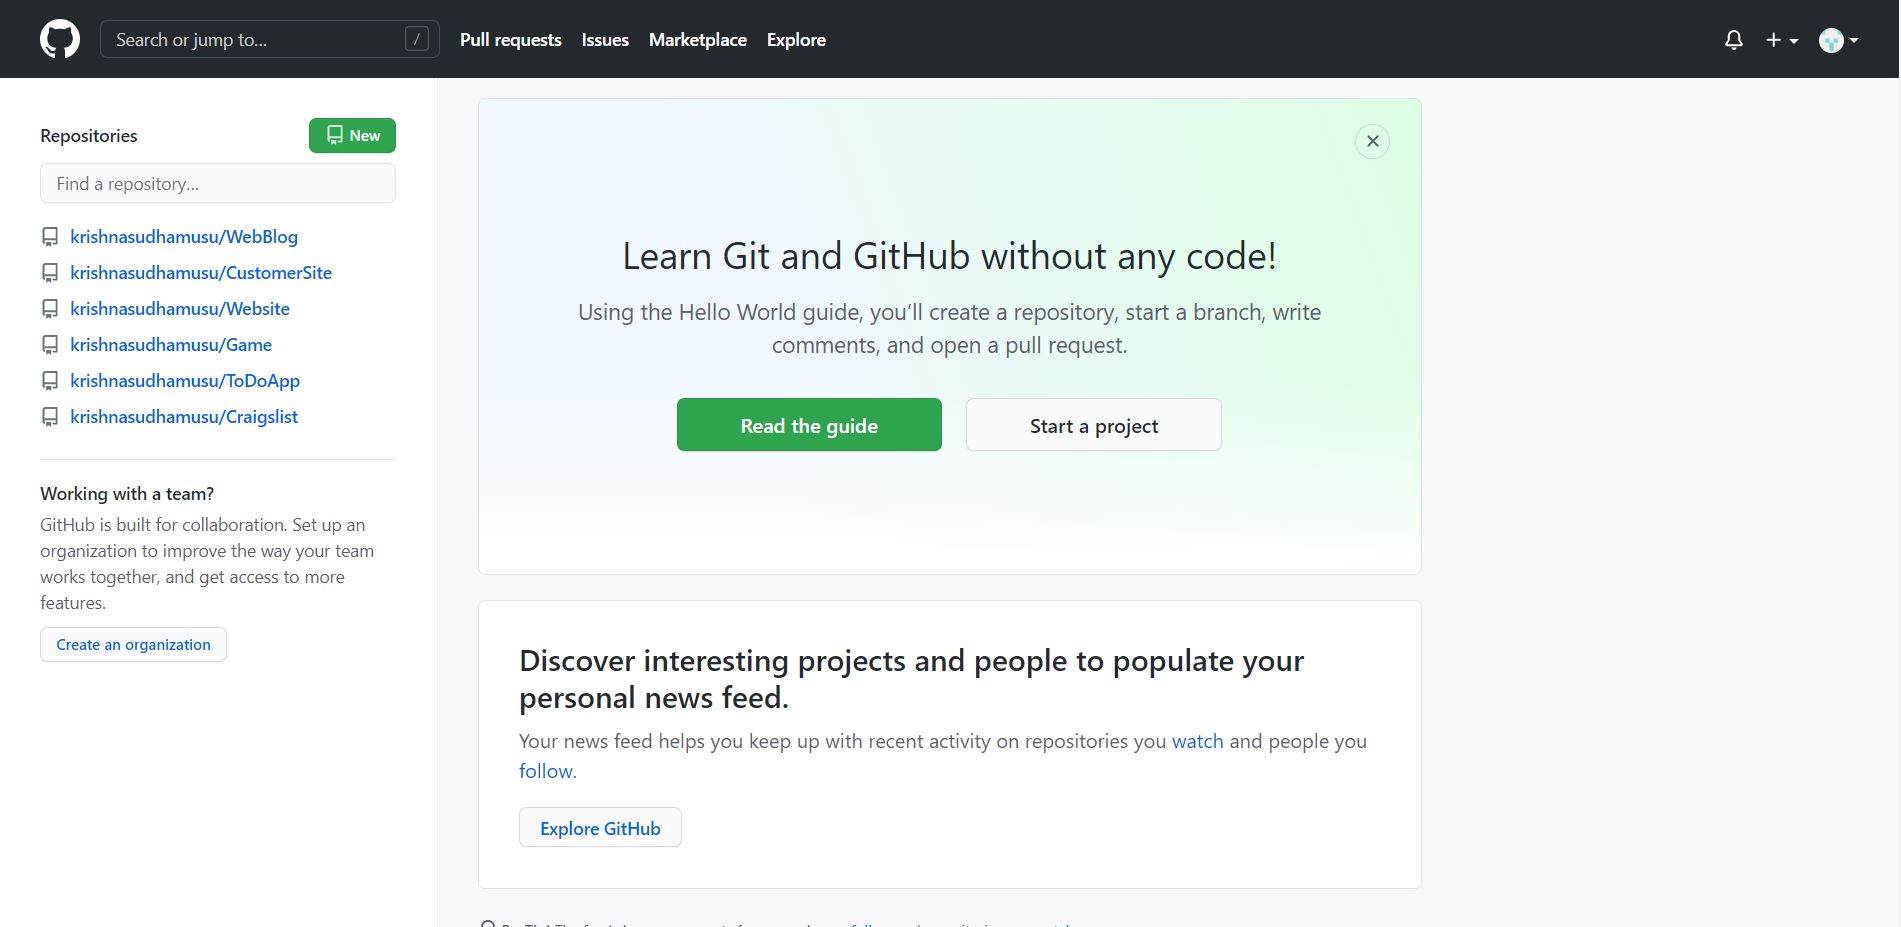 Search or jump to...
/
Pull requests
Issues
Marketplace
Explore
Repositories
New
Find a repository...
krishnasudhamusu/WebBlog
krishnasudhamusu/CustomerSite
krishnasudhamusu/Website
krishnasudhamusu/Game
krishnasudhamusu/ToDoApp
krishnasudhamusu/Craigslist
Working with a team?
GitHub is built for collaboration. Set up an
organization to improve the way your team
works together, and get access to more
features.
Create an organization
Learn Git and GitHub without any code!
Using the Hello World guide, you’ll create a repository, start a branch, write
comments, and open a pull request.
Read the guide
Start a project
Discover interesting projects and people to populate your
personal news feed.
Your news feed helps you keep up with recent activity on repositories you watch and people you
follow.
Explore GitHub